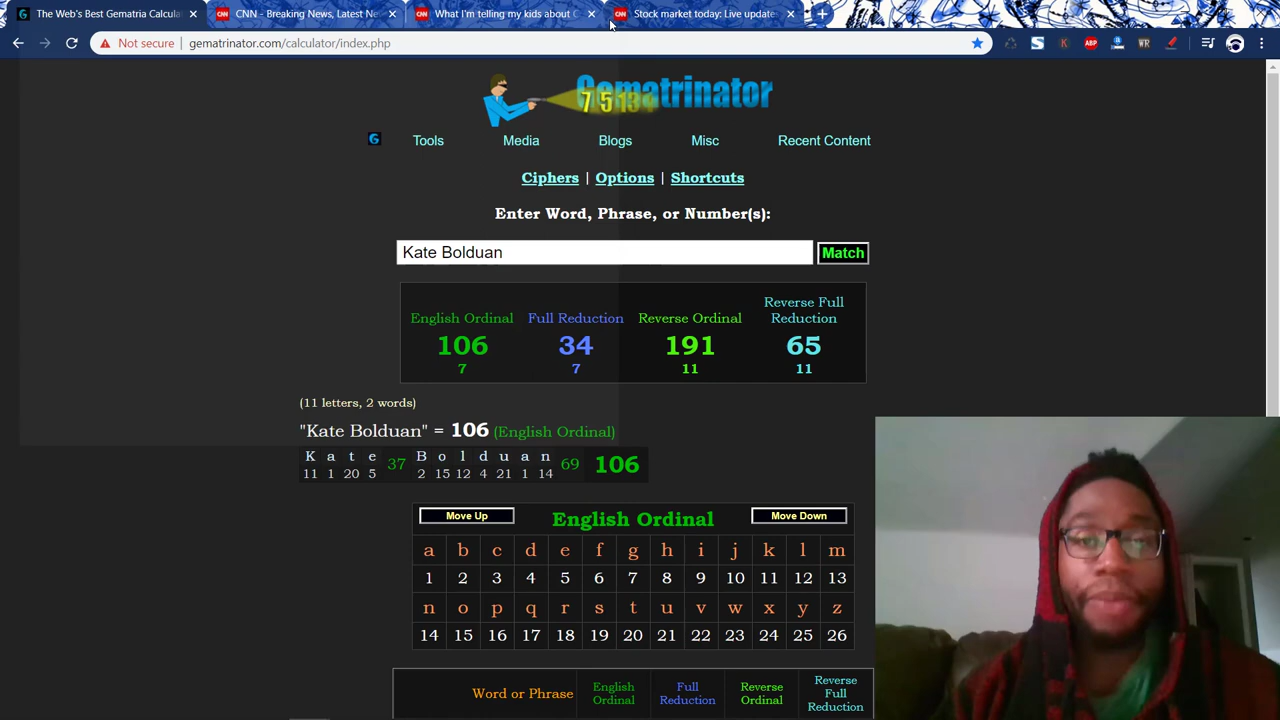 The Web's Best Gematria Calcula
CNN - Breaking News, Latest Ne
What I'm telling my kids about C
Stock market today: Live update
Not secure | gematrinator.com/calculator/index.php
Gematrinator
Tools Media Blogs Misc Recent Content
Ciphers | Options | Shortcuts
Enter Word, Phrase, or Number(s):
Kate Bolduan Match
English Ordinal Full Reduction Reverse Ordinal Reverse Full Reduction
106 34 191 65
7 7 11 11
(11 letters, 2 words)
"Kate Bolduan" = 106 (English Ordinal)
K a t e 37 B o l d u a n 69 106
11 1 20 5 2 15 12 4 21 1 14
Move Up English Ordinal Move Down
a b c d e f g h i j k l m
1 2 3 4 5 6 7 8 9 10 11 12 13
n o p q r s t u v w x y z
14 15 16 17 18 19 20 21 22 23 24 25 26
Word or Phrase English Ordinal Full Reduction Reverse Ordinal Reverse Full Reduction